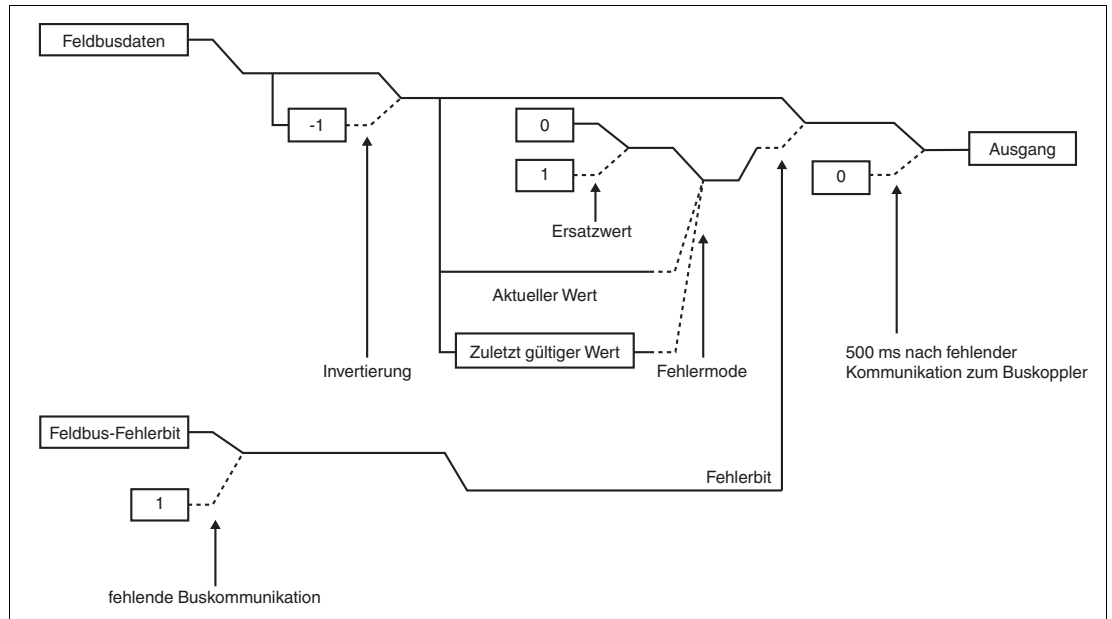 Feldbusdaten
-1
0
1
0
Ausgang
Ersatzwert
Aktueller Wert
Zuletzt gültiger Wert
Invertierung
Fehlermode
500 ms nach fehlender
Kommunikation zum Buskoppler
Feldbus-Fehlerbit
Fehlerbit
1
fehlende Buskommunikation